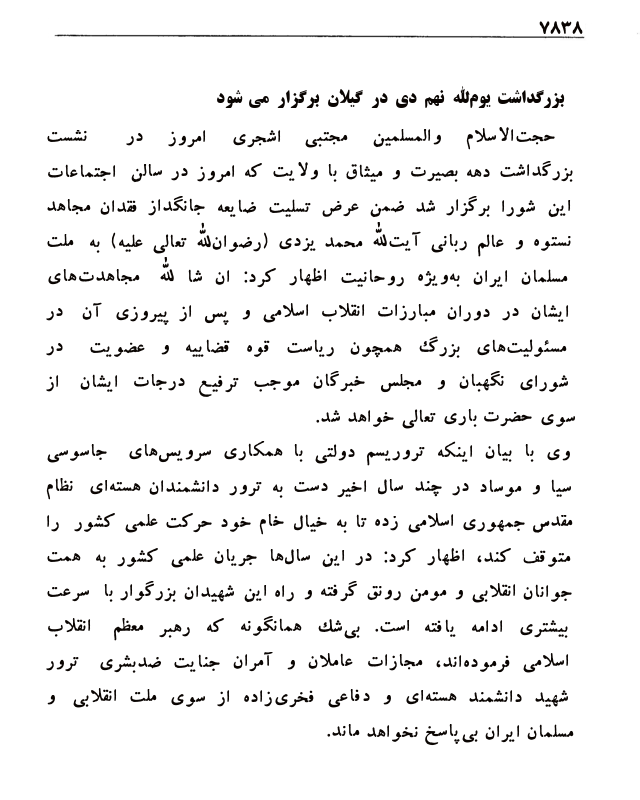 ۷۸۳۸
بزرگداشت یوم‌لله نهم دی در گیلان برگزار می شود
حجت‌الاسلام والمسلمین مجتبی اشجری امروز در نشست
بزرگداشت دهه بصیرت و میثاق با ولایت که امروز در سالن اجتماعات
این شورا برگزار شد ضمن عرض تسلیت ضایعه جانگداز فقدان مجاهد
نستوه و عالم ربانی آیت‌لله محمد یزدی (رضوان‌لله تعالی علیه) به ملت
مسلمان ایران به‌ویژه روحانیت اظهار کرد: ان شا لله مجاهدت‌های
ایشان در دوران مبارزات انقلاب اسلامی و پس از پیروزی آن در
مسئولیت‌های بزرگ همچون ریاست قوه قضاییه و عضویت در
شورای نگهبان و مجلس خبرگان موجب ترفیع درجات ایشان از
سوی حضرت باری تعالی خواهد شد.
وی با بیان اینکه تروریسم دولتی با همکاری سرویس‌های جاسوسی
سیا و موساد در چند سال اخیر دست به ترور دانشمندان هسته‌ای نظام
مقدس جمهوری اسلامی زده تا به خیال خام خود حرکت علمی کشور را
متوقف کند، اظهار کرد: در این سال‌ها جریان علمی کشور به همت
جوانان انقلابی و مومن رونق گرفته و راه این شهیدان بزرگوار با سرعت
بیشتری ادامه یافته است. بی‌شك همانگونه که رهبر معظم انقلاب
اسلامی فرموده‌اند، مجازات عاملان و آمران جنایت ضدبشری ترور
شهید دانشمند هسته‌ای و دفاعی فخری‌زاده از سوی ملت انقلابی و
مسلمان ایران بی‌پاسخ نخواهد ماند.